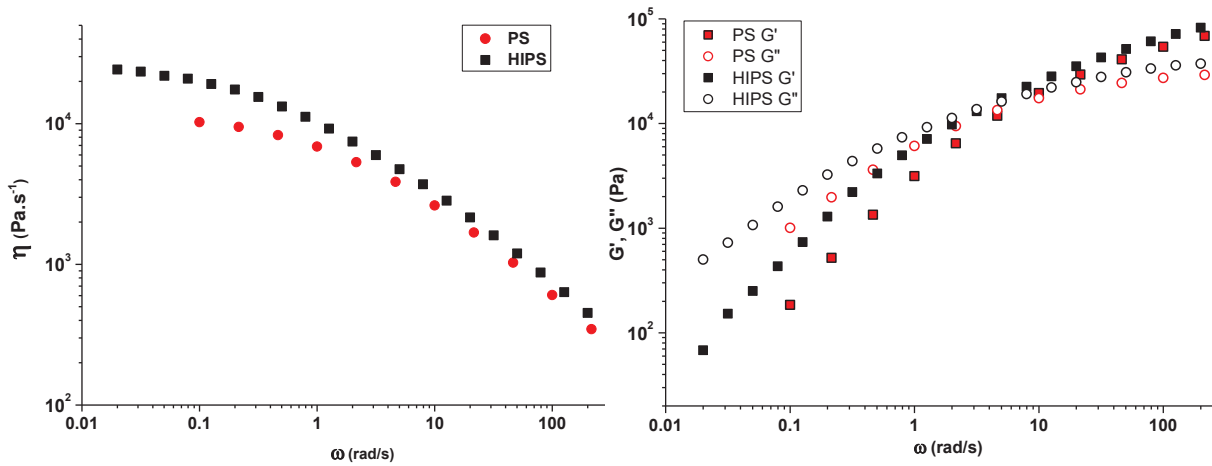 PS
HIPS
10⁴
10³
10²
η (Pa.s⁻¹)
0.01 0.1 1 10 100
ω (rad/s)
PS G'
PS G"
HIPS G'
HIPS G"
10⁵
10⁴
10³
10²
G', G" (Pa)
0.01 0.1 1 10 100
ω (rad/s)